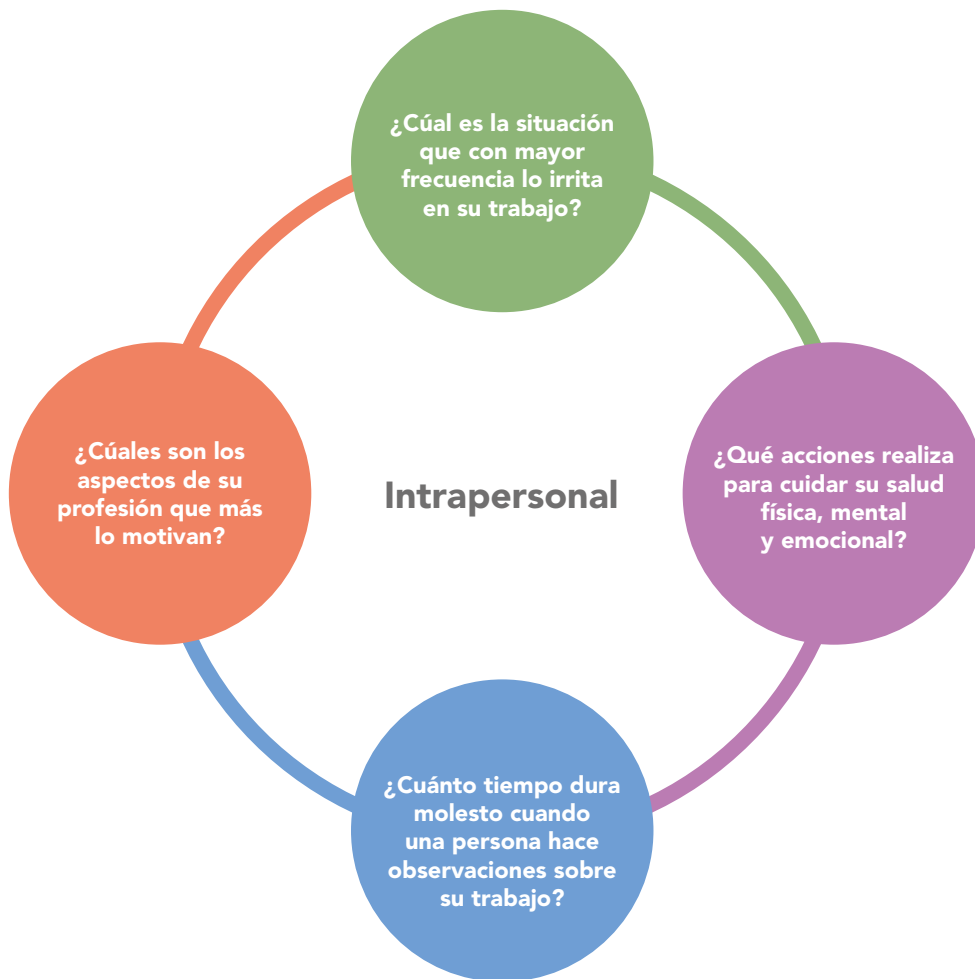 ¿Cúal es la situación
que con mayor
frecuencia lo irrita
en su trabajo?
¿Cúales son los
aspectos de su
profesión que más
lo motivan?
Intrapersonal
¿Qué acciones realiza
para cuidar su salud
física, mental
y emocional?
¿Cuánto tiempo dura
molesto cuando
una persona hace
observaciones sobre
su trabajo?